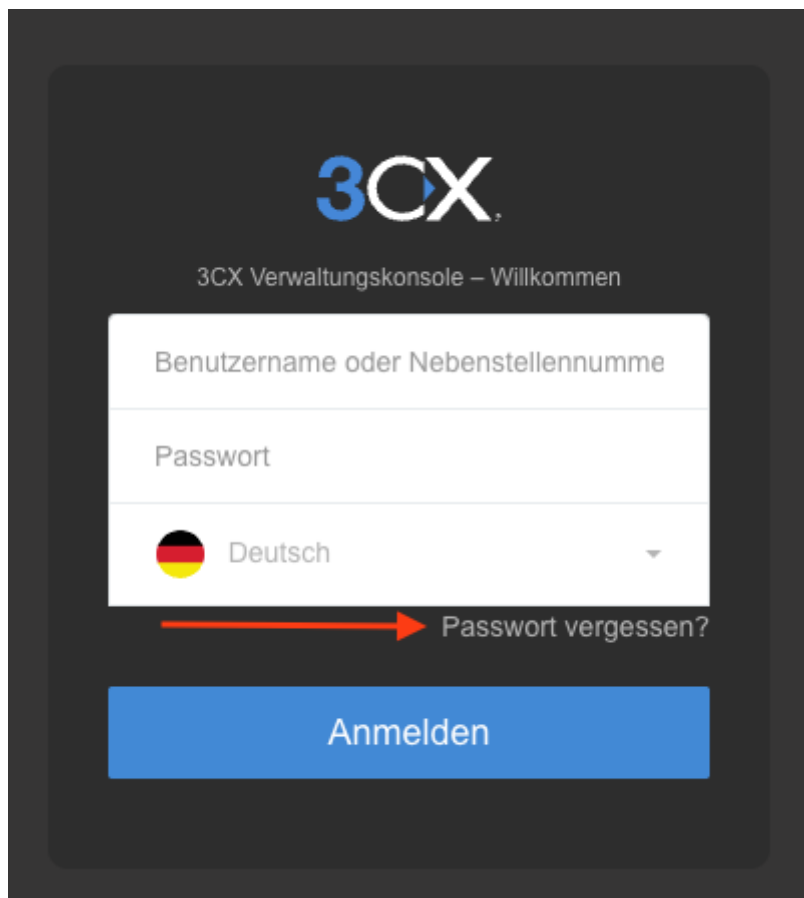 3CX
3CX Verwaltungskonsole – Willkommen
Benutzername oder Nebenstellennumme
Passwort
Deutsch
Passwort vergessen?
Anmelden